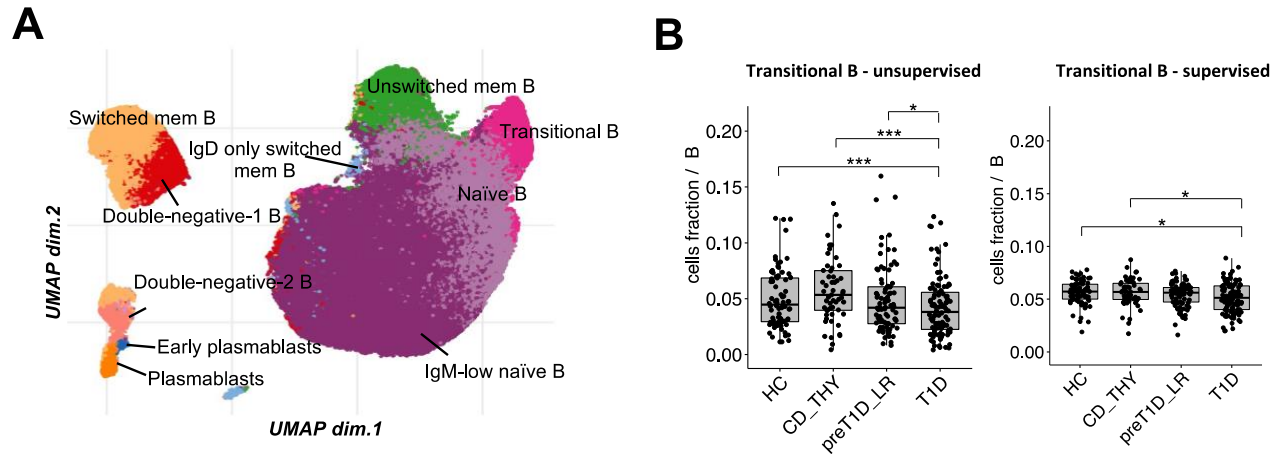 A
Unswitched mem B
Switched mem B
Transitional B
IgD only switched
mem B
Naïve B
Double-negative-1 B
Double-negative-2 B
Early plasmablasts
IgM-low naïve B
Plasmablasts
UMAP dim.2
UMAP dim.1
B
Transitional B - unsupervised
*
***
***
0.20
0.15
0.10
0.05
0.00
cells fraction / B
HC
CD_THY
preT1D_LR
T1D
Transitional B - supervised
*
*
0.20
0.15
0.10
0.05
0.00
cells fraction / B
HC
CD_THY
preT1D_LR
T1D